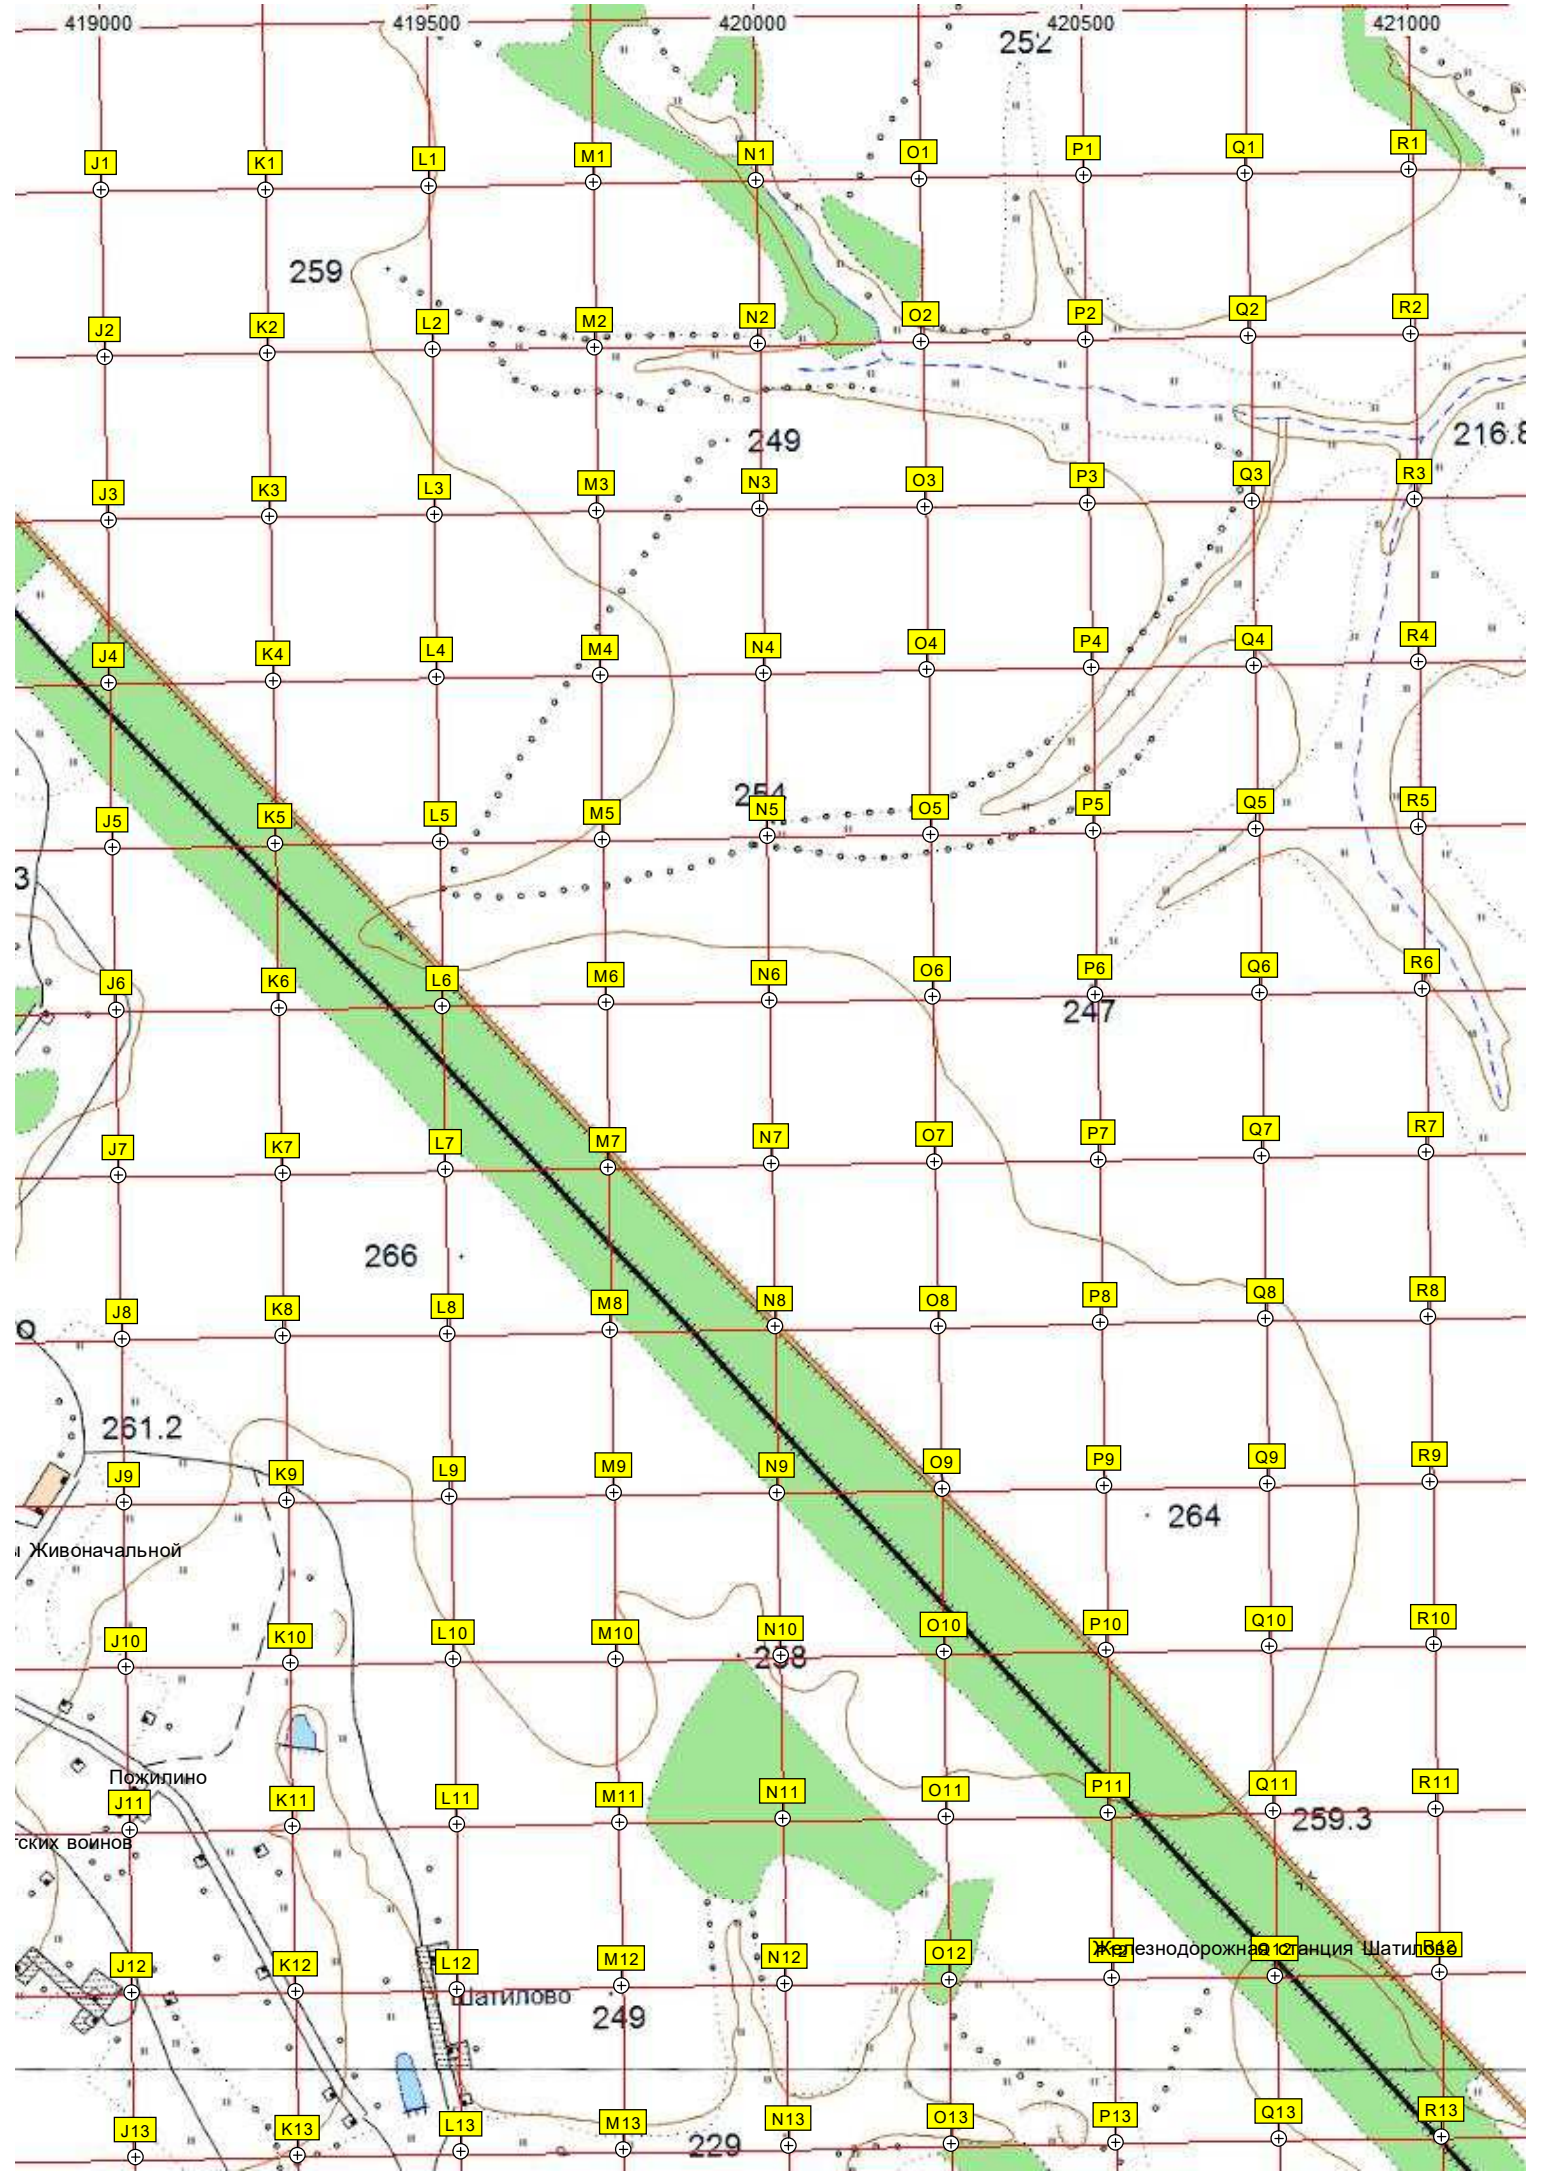 419000 419500 420000 420500 421000
252
J1 K1 L1 M1 N1 O1 P1 Q1 R1
259
J2 K2 L2 M2 N2 O2 P2 Q2 R2
249 216.8
J3 K3 L3 M3 N3 O3 P3 Q3 R3
J4 K4 L4 M4 N4 O4 P4 Q4 R4
254
J5 K5 L5 M5 N5 O5 P5 Q5 R5
3
J6 K6 L6 M6 N6 O6 P6 Q6 R6
247
J7 K7 L7 M7 N7 O7 P7 Q7 R7
266
J8 K8 L8 M8 N8 O8 P8 Q8 R8
О
261.2
J9 K9 L9 M9 N9 O9 P9 Q9 R9
264
ы Живоначальной
J10 K10 L10 M10 N10 O10 P10 Q10 R10
258
Пожилино
J11 K11 L11 M11 N11 O11 P11 Q11 R11
259.3
тских воинов
Железнодорожная станция Шатилово
J12 K12 L12 M12 N12 O12 P12 Q12 R12
Шатилово
249
J13 K13 L13 M13 N13 O13 P13 Q13 R13
229